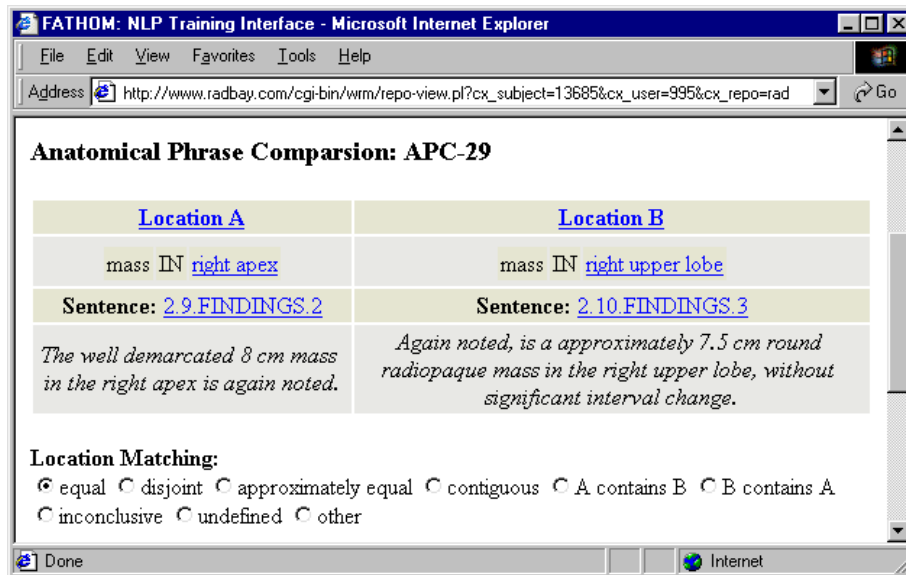 FATHOM: NLP Training Interface - Microsoft Internet Explorer
File Edit View Favorites Tools Help
Address http://www.radbay.com/cgi-bin/wrm/repo-view.pl?cx_subject=13685&cx_user=995&cx_repo=rad Go
Anatomical Phrase Comparsion: APC-29
Location A Location B
mass IN right apex mass IN right upper lobe
Sentence: 2.9.FINDINGS.2 Sentence: 2.10.FINDINGS.3
The well demarcated 8 cm mass
in the right apex is again noted.
Again noted, is a approximately 7.5 cm round
radiopaque mass in the right upper lobe, without
significant interval change.
Location Matching:
equal disjoint approximately equal contiguous A contains B B contains A
inconclusive undefined other
Done Internet